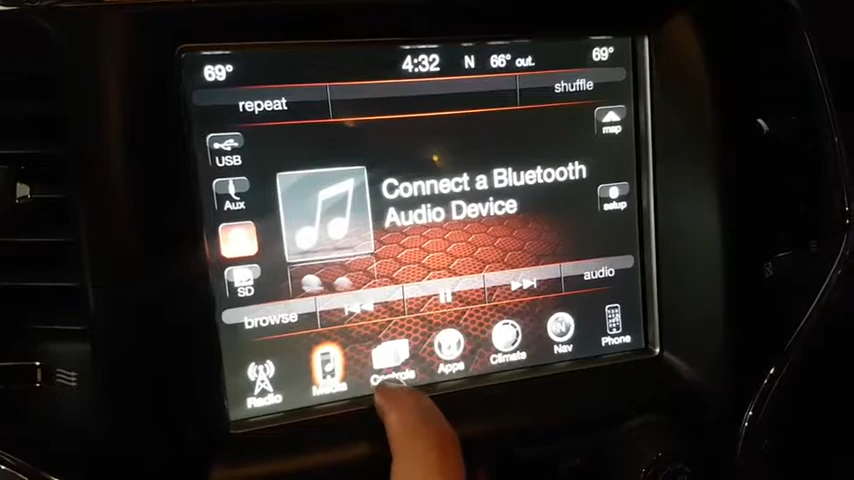 69° 4:32 N 66° out. 69°
repeat shuffle
map
USB
Connect a Bluetooth
Audio Device
Aux
setup
SD
audio
browse
Radio Media Controls Apps Climate Nav Phone